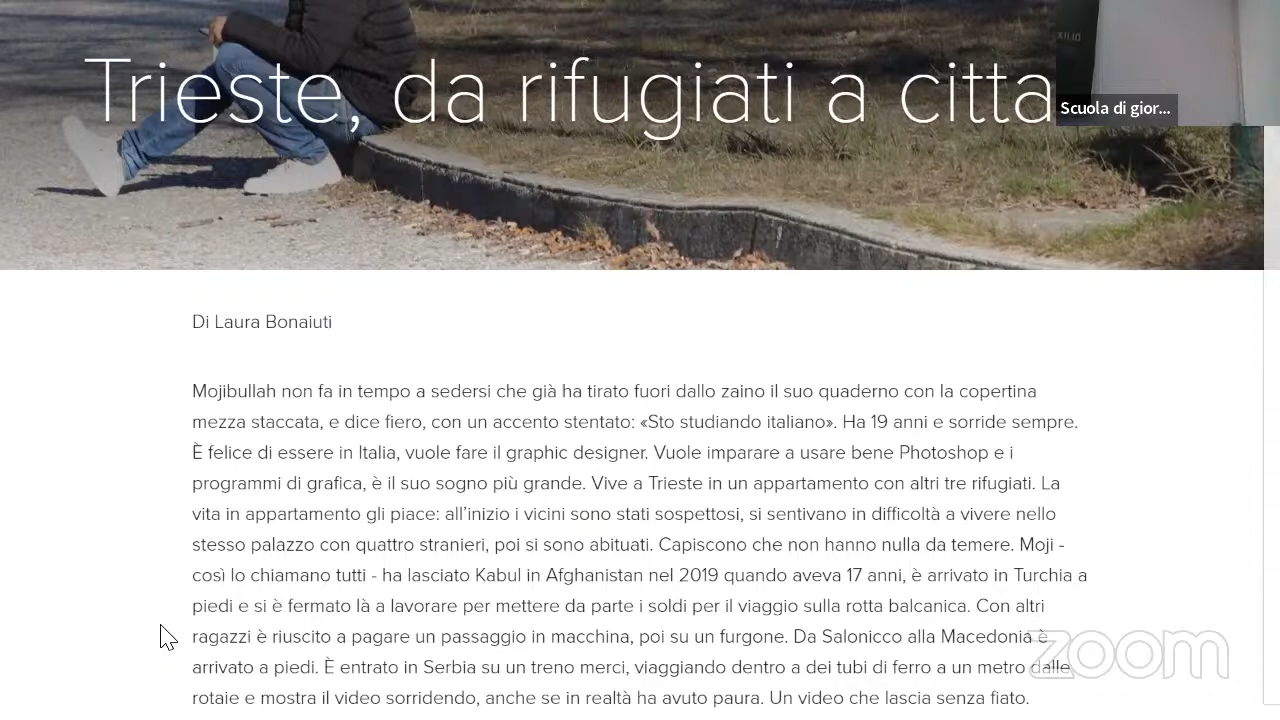 Trieste, da rifugiati a citta
Scuola di gior...
Di Laura Bonaiuti
Mojibullah non fa in tempo a sedersi che già ha tirato fuori dallo zaino il suo quaderno con la copertina
mezza staccata, e dice fiero, con un accento stentato: «Sto studiando italiano». Ha 19 anni e sorride sempre.
È felice di essere in Italia, vuole fare il graphic designer. Vuole imparare a usare bene Photoshop e i
programmi di grafica, è il suo sogno più grande. Vive a Trieste in un appartamento con altri tre rifugiati. La
vita in appartamento gli piace: all’inizio i vicini sono stati sospettosi, si sentivano in difficoltà a vivere nello
stesso palazzo con quattro stranieri, poi si sono abituati. Capiscono che non hanno nulla da temere. Moji -
così lo chiamano tutti - ha lasciato Kabul in Afghanistan nel 2019 quando aveva 17 anni, è arrivato in Turchia a
piedi e si è fermato là a lavorare per mettere da parte i soldi per il viaggio sulla rotta balcanica. Con altri
ragazzi è riuscito a pagare un passaggio in macchina, poi su un furgone. Da Salonicco alla Macedonia è
arrivato a piedi. È entrato in Serbia su un treno merci, viaggiando dentro a dei tubi di ferro a un metro dalle
rotaie e mostra il video sorridendo, anche se in realtà ha avuto paura. Un video che lascia senza fiato.
zoom